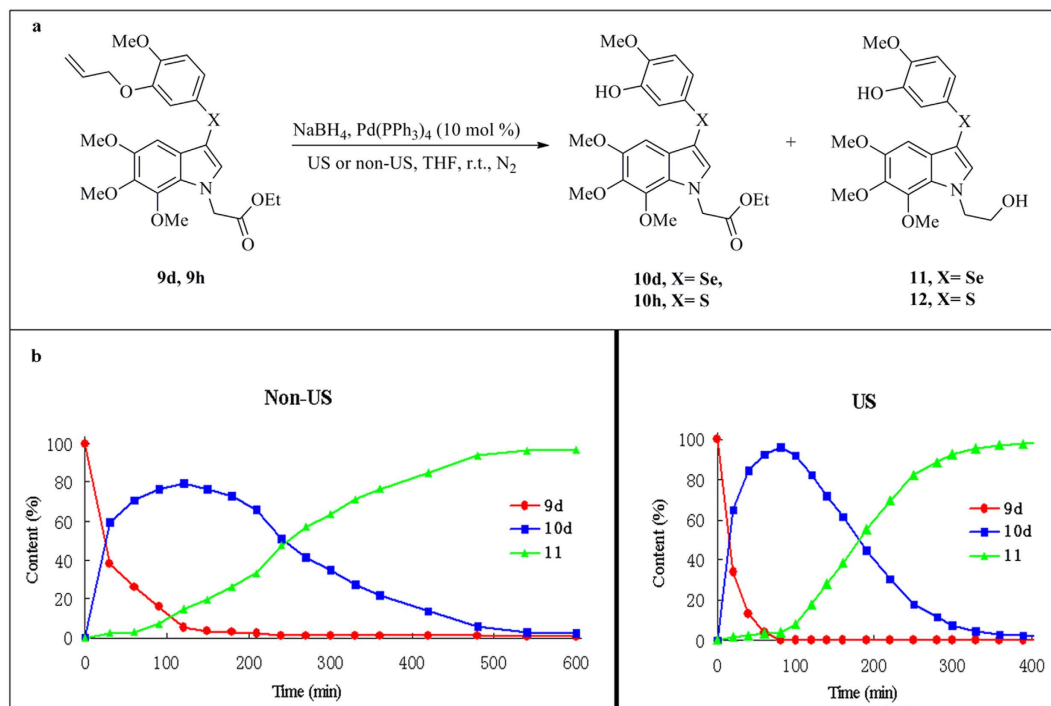 a
MeO
O
X
MeO
MeO
N
OMe
OEt
O
9d, 9h
NaBH4, Pd(PPh3)4 (10 mol %)
US or non-US, THF, r.t., N2
MeO
HO
X
MeO
MeO
N
OMe
OEt
O
10d, X= Se,
10h, X= S
+
MeO
HO
X
MeO
MeO
N
OMe
OH
11, X= Se
12, X= S
b
Non-US
Content (%)
100
80
60
40
20
0
0 100 200 300 400 500 600
Time (min)
9d
10d
11
US
Content (%)
100
80
60
40
20
0
0 100 200 300 400
Time (min)
9d
10d
11